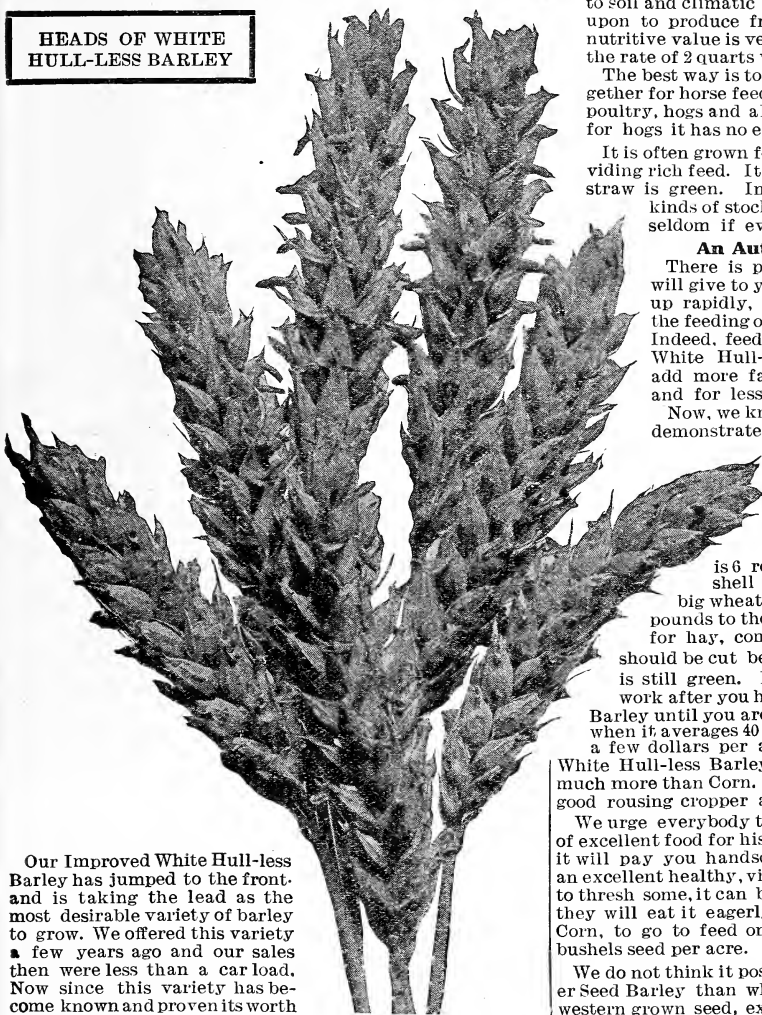 HEADS OF WHITE
HULL-LESS BARLEY
Our Improved White Hull-less
Barley has jumped to the front
and is taking the lead as the
most desirable variety of barley
to grow. We offered this variety
a few years ago and our sales
then were less than a car load.
Now since this variety has be-
come known and proven its worth
to soil and climatic
upon to produce fr
nutritive value is ve
the rate of 2 quarts
The best way is to
gether for horse feed
poultry, hogs and al
for hogs it has no e
It is often grown f
viding rich feed. It
straw is green. In
kinds of stoc
seldom if ev
An Aut
There is p
will give to y
up rapidly,
the feeding o
Indeed, feed
White Hull-
add more fa
and for less
Now, we kn
demonstrate
is 6 r
shell
big wheat
pounds to the
for hay, con
should be cut be
is still green.
work after you h
Barley until you are
when it averages 40
a few dollars per a
White Hull-less Barley
much more than Corn.
good rousing cropper a
We urge everybody t
of excellent food for his
it will pay you hands
an excellent healthy, vi
to thresh some, it can b
they will eat it eagerl
Corn, to go to feed or
bushels seed per acre.
We do not think it pos
er Seed Barley than wh
western grown seed, ex